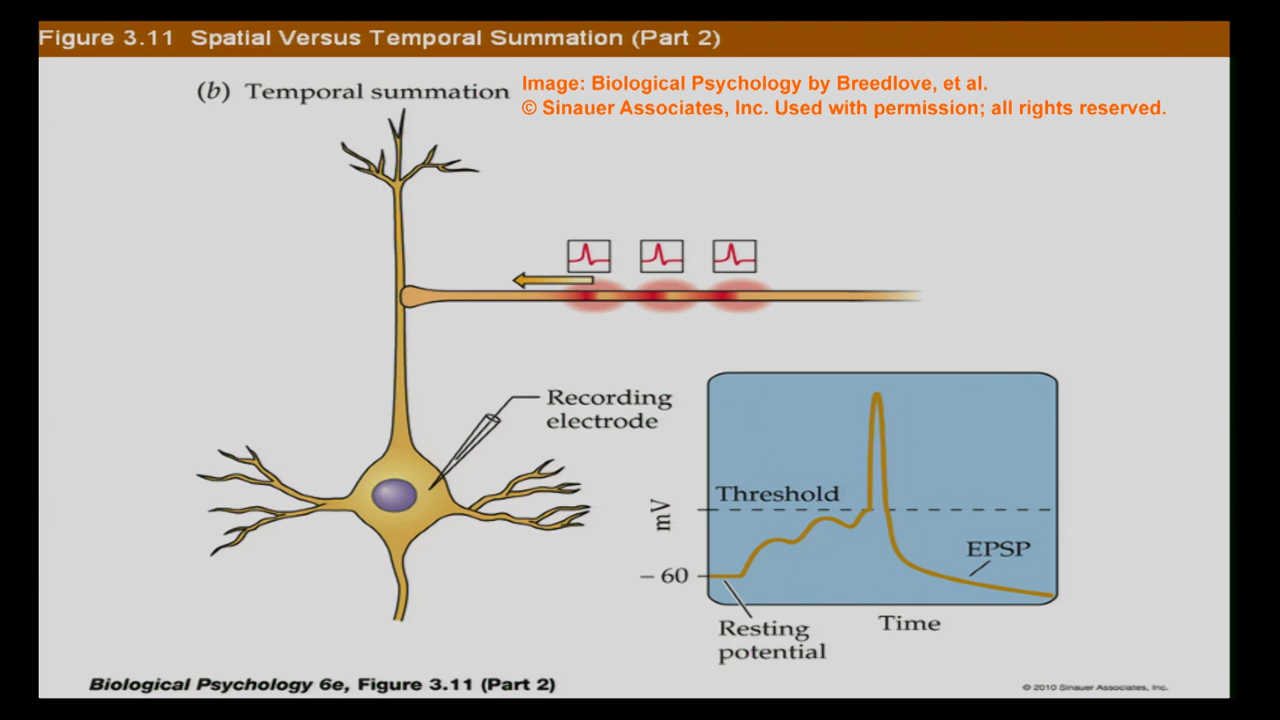 Figure 3.11 Spatial Versus Temporal Summation (Part 2)
(b) Temporal summation
Image: Biological Psychology by Breedlove, et al.
© Sinauer Associates, Inc. Used with permission; all rights reserved.
Recording
electrode
Threshold
mV
EPSP
– 60
Resting
potential
Time
Biological Psychology 6e, Figure 3.11 (Part 2)
© 2010 Sinauer Associates, Inc.